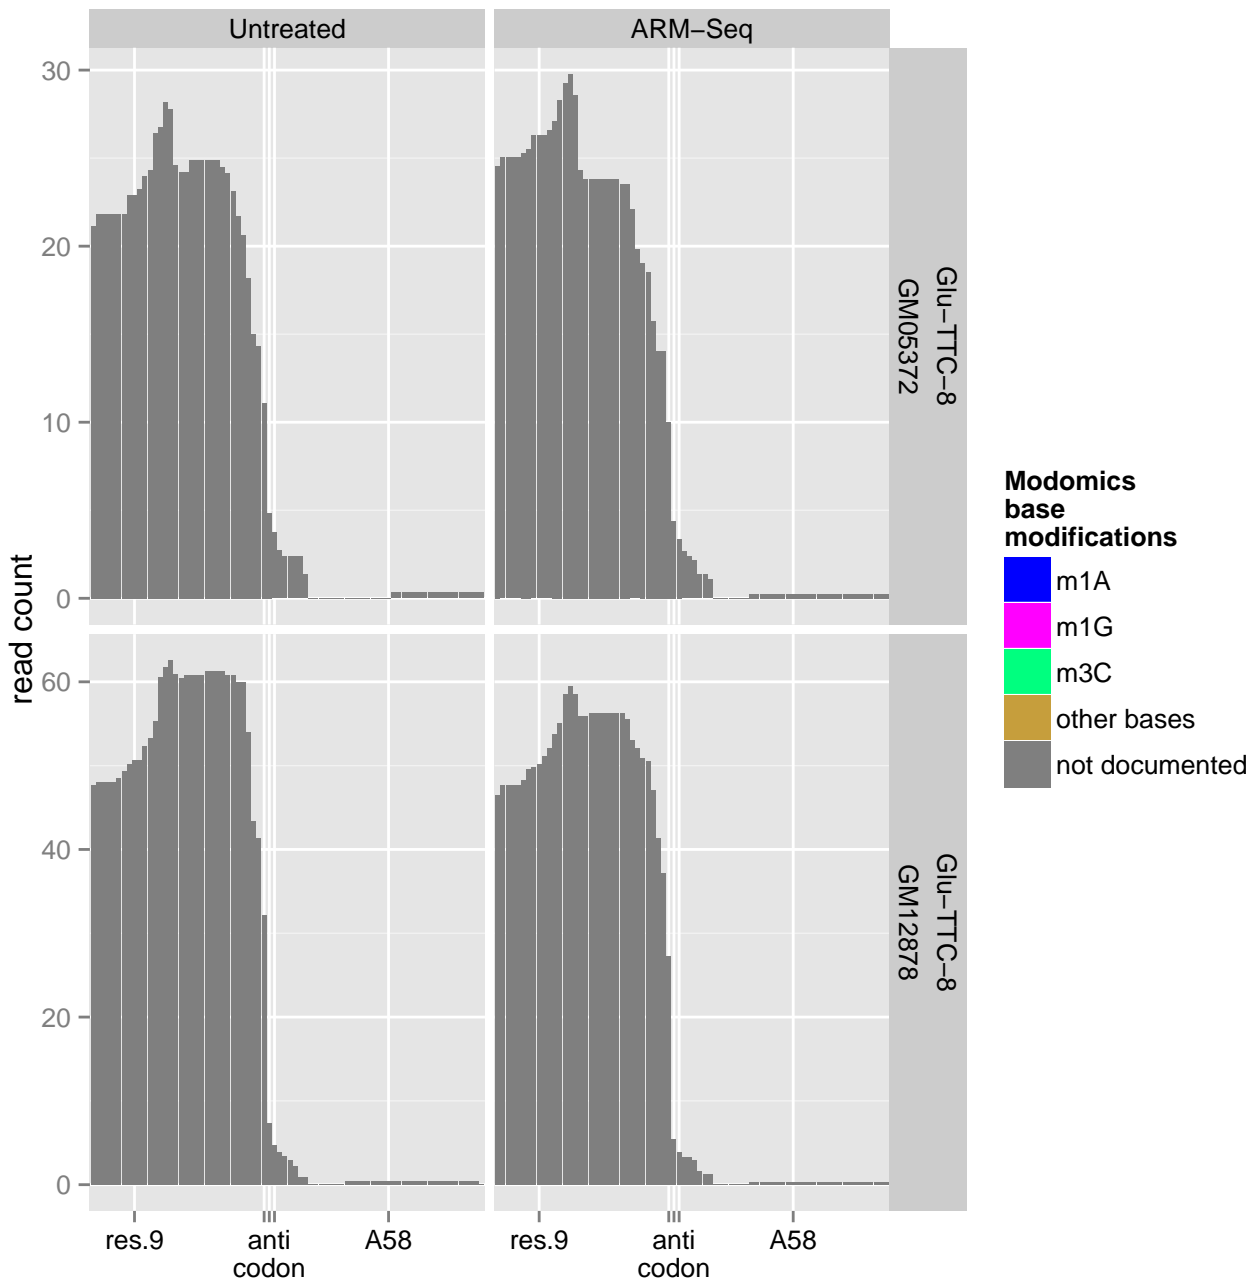 Untreated
ARM−Seq
30
20
10
0
Glu−TTC−8
GM05372
read count
60
40
20
0
Glu−TTC−8
GM12878
res.9
anti
codon
A58
res.9
anti
codon
A58
Modomics
base
modifications
m1A
m1G
m3C
other bases
not documented